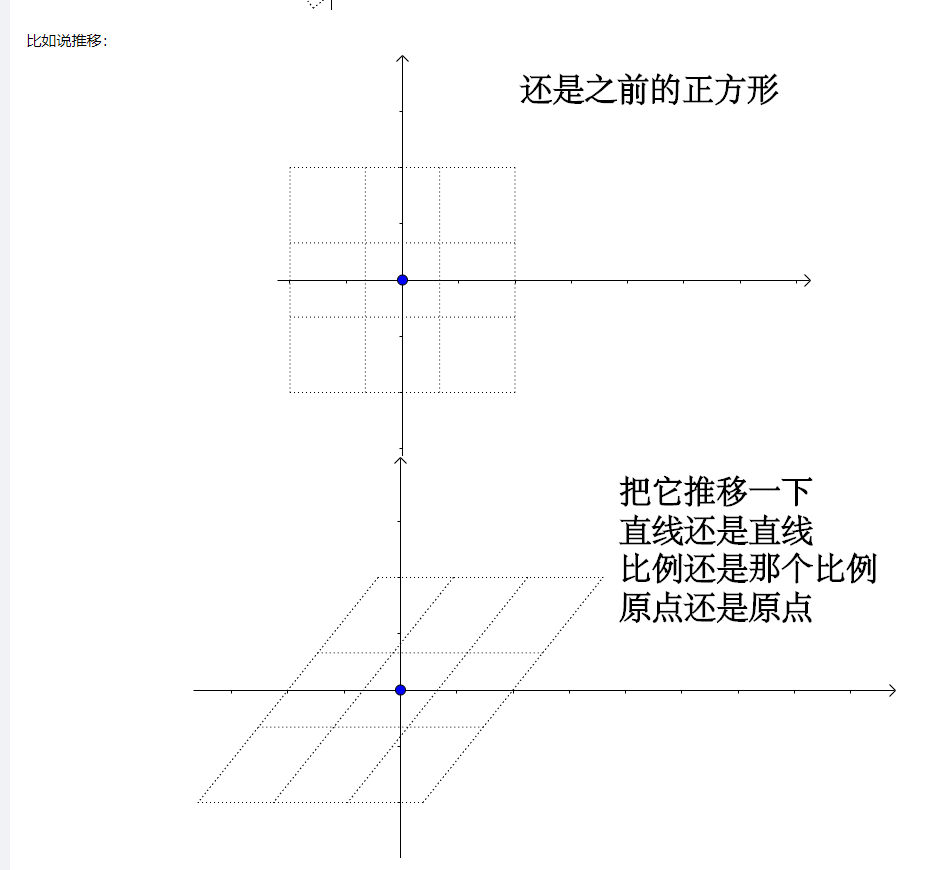 比如说推移：
还是之前的正方形
把它推移一下
直线还是直线
比例还是那个比例
原点还是原点